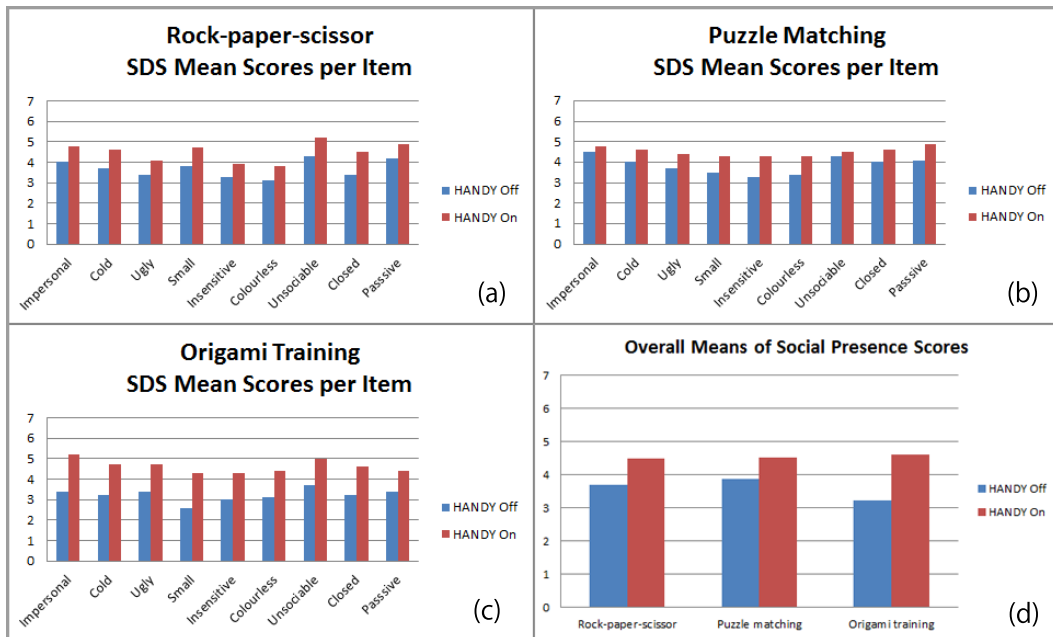 Rock-paper-scissor
SDS Mean Scores per Item
7
6
5
4
3
2
1
0
Impersonal
Cold
Ugly
Small
Insensitive
Colourless
Unsociable
Closed
Passsive
HANDY Off
HANDY On
(a)
Puzzle Matching
SDS Mean Scores per Item
7
6
5
4
3
2
1
0
Impersonal
Cold
Ugly
Small
Insensitive
Colourless
Unsociable
Closed
Passsive
HANDY Off
HANDY On
(b)
Origami Training
SDS Mean Scores per Item
7
6
5
4
3
2
1
0
Impersonal
Cold
Ugly
Small
Insensitive
Colourless
Unsociable
Closed
Passsive
HANDY Off
HANDY On
(c)
Overall Means of Social Presence Scores
7
6
5
4
3
2
1
0
Rock-paper-scissor
Puzzle matching
Origami training
HANDY Off
HANDY On
(d)